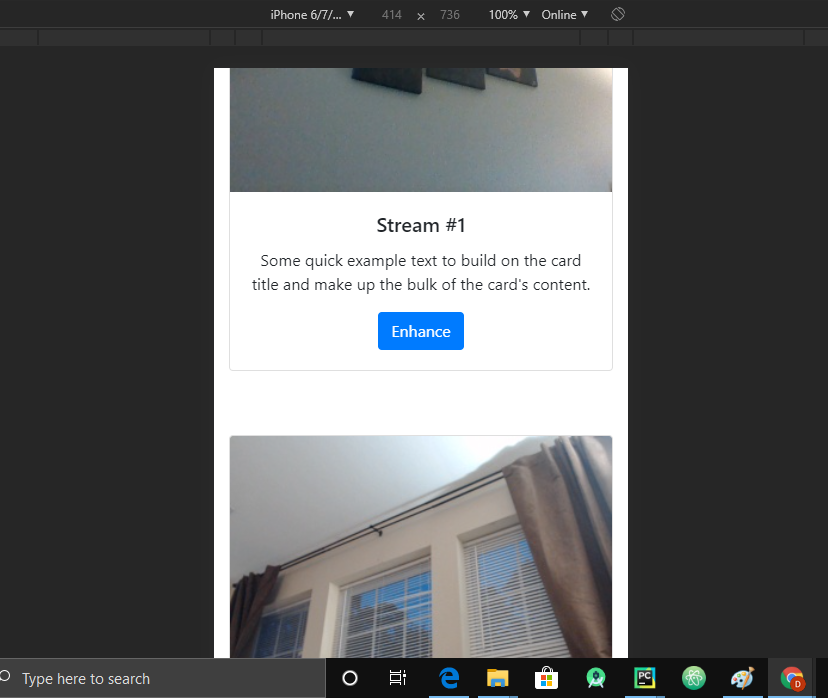 iPhone 6/7/... ▼ 414 × 736 100% ▼ Online ▼
Stream #1
Some quick example text to build on the card
title and make up the bulk of the card's content.
Enhance
Type here to search
PC
D